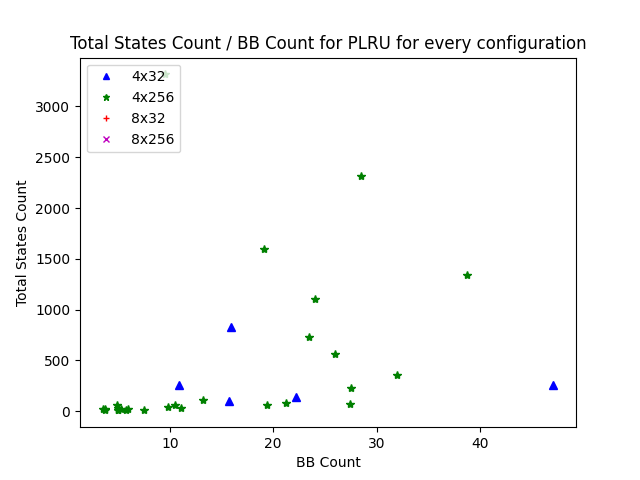 Total States Count / BB Count for PLRU for every configuration
4x32
4x256
8x32
8x256
3000
2500
2000
1500
1000
500
0
Total States Count
10
20
30
40
BB Count